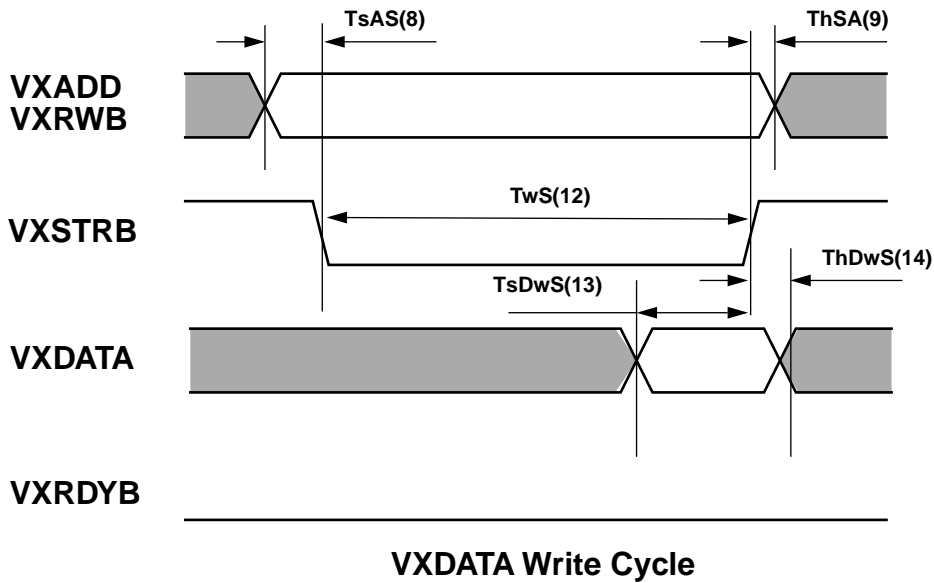 TsAS(8)
ThSA(9)
VXADD
VXRWB
TwS(12)
VXSTRB
ThDwS(14)
TsDwS(13)
VXDATA
VXRDYB
VXDATA Write Cycle